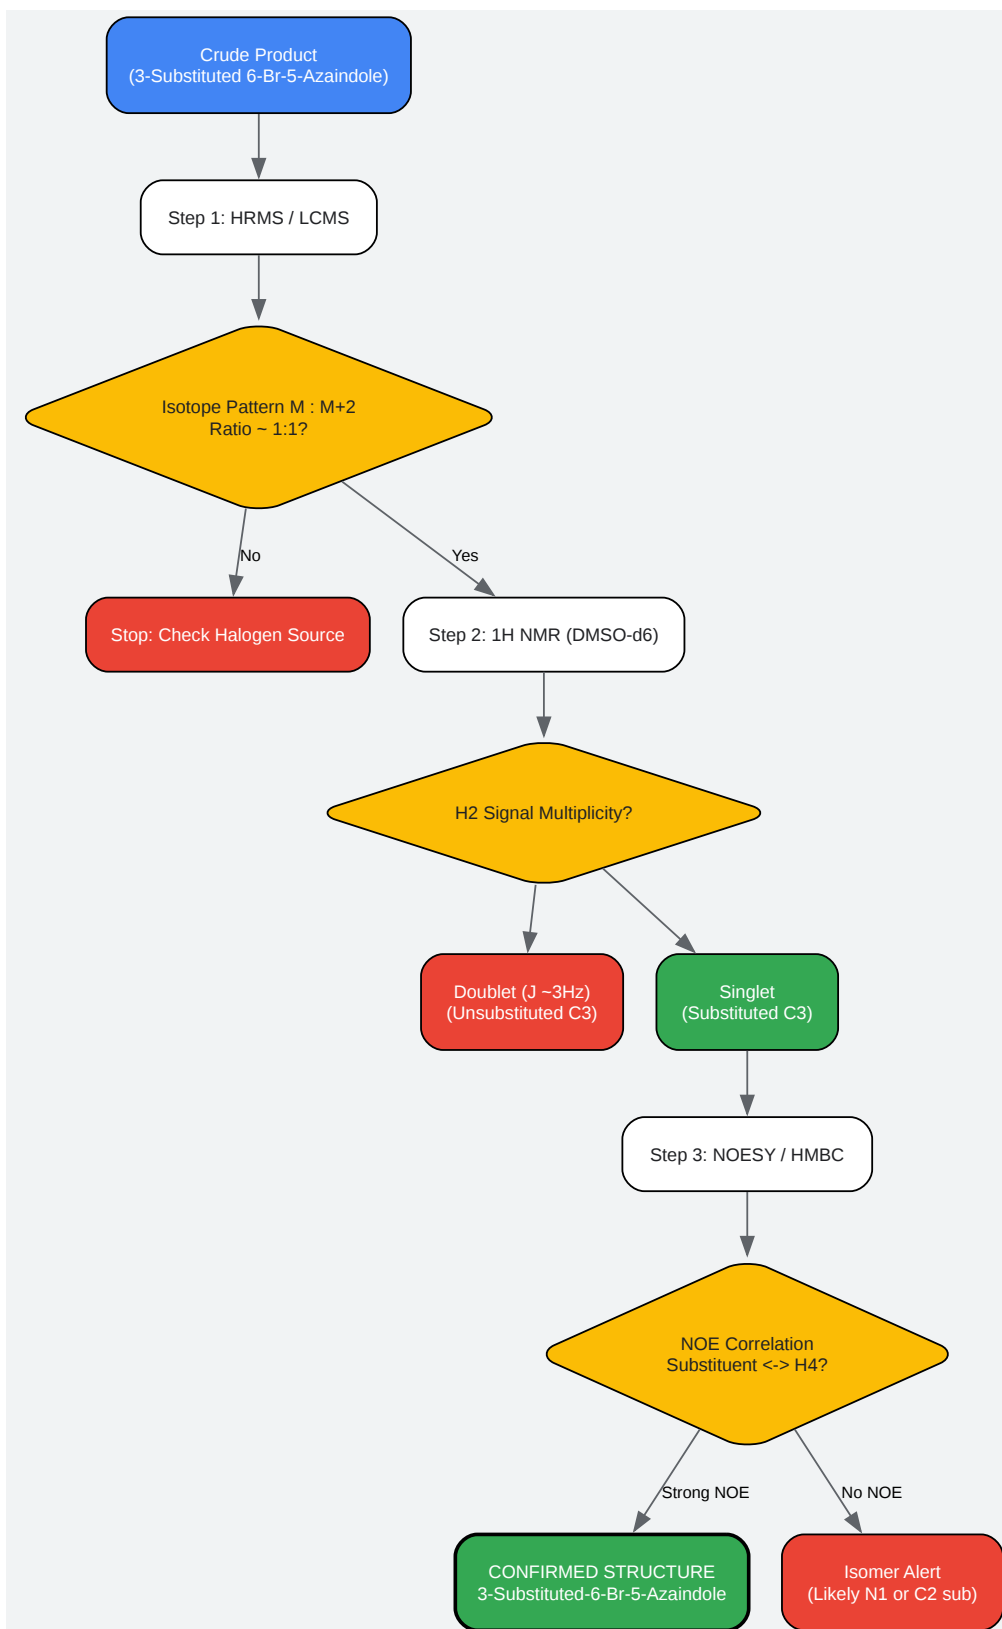 Crude Product
(3-Substituted 6-Br-5-Azaindole)
Step 1: HRMS / LCMS
Isotope Pattern M : M+2
Ratio ~ 1:1?
No
Yes
Stop: Check Halogen Source
Step 2: 1H NMR (DMSO-d6)
H2 Signal Multiplicity?
Doublet (J ~3Hz)
(Unsubstituted C3)
Singlet
(Substituted C3)
Step 3: NOESY / HMBC
NOE Correlation
Substituent <-> H4?
Strong NOE
No NOE
CONFIRMED STRUCTURE
3-Substituted-6-Br-5-Azaindole
Isomer Alert
(Likely N1 or C2 sub)